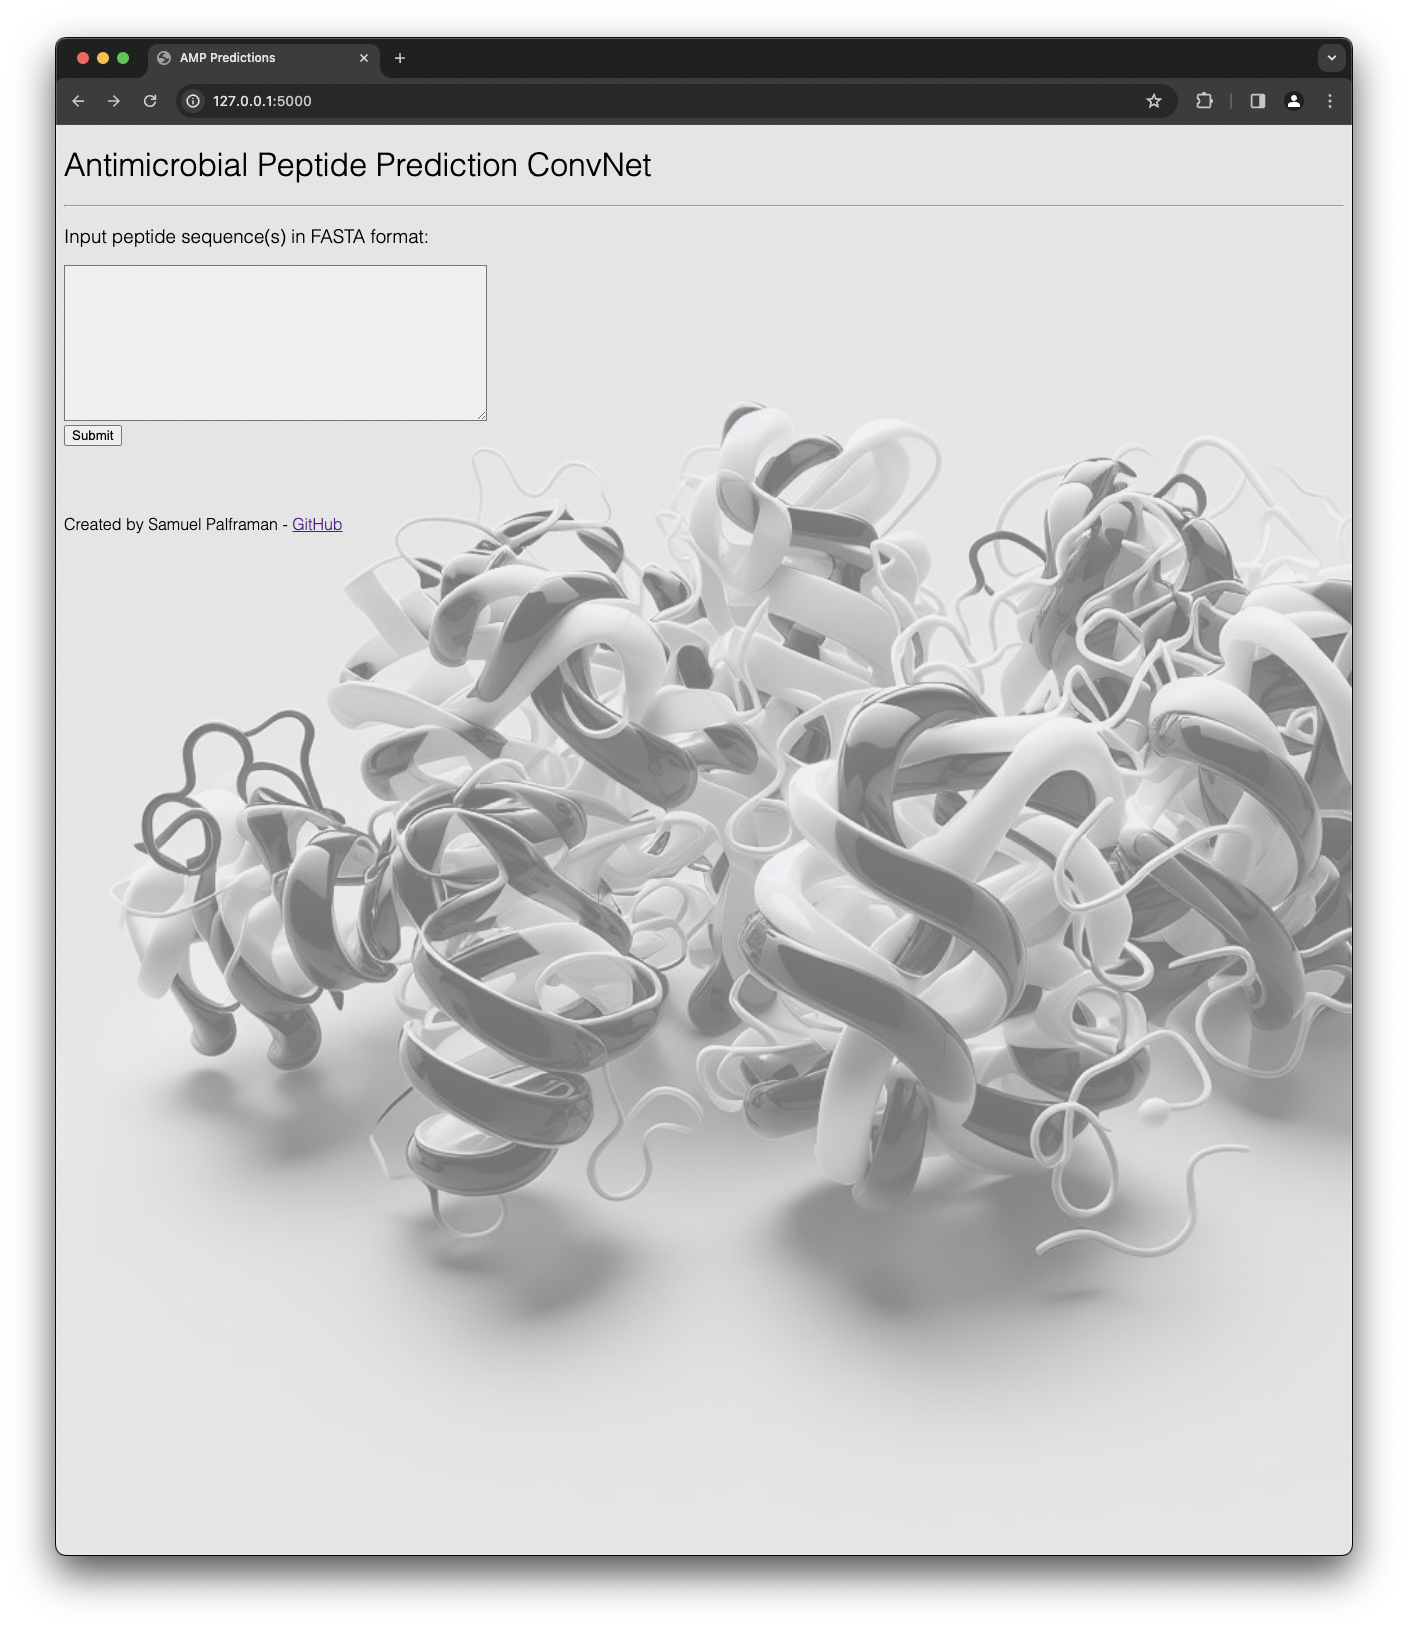 AMP Predictions
127.0.0.1:5000
Antimicrobial Peptide Prediction ConvNet
Input peptide sequence(s) in FASTA format:
Submit
Created by Samuel Palframan - GitHub